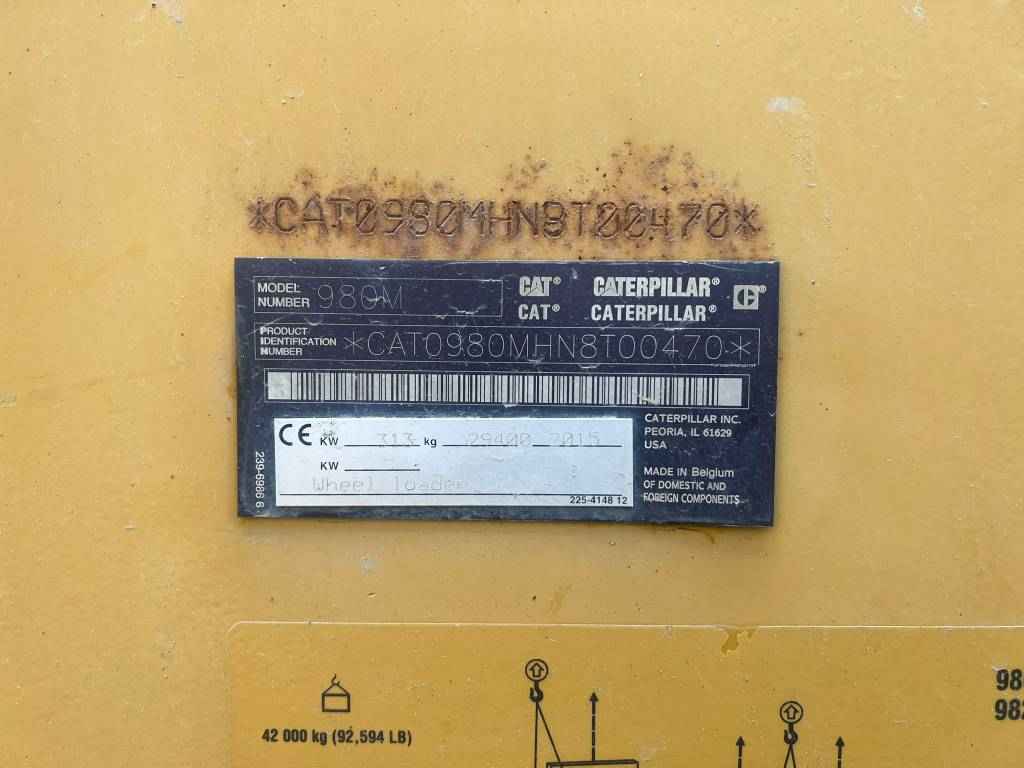 *CAT0980MHN8T00470*
MODEL NUMBER 980M
CAT® CATERPILLAR®
CAT® CATERPILLAR®
PRODUCT IDENTIFICATION NUMBER *CAT0980MHN8T00470*
CE KW 313 kg 29400 2015
KW
Wheel loader
225-4148 12
239-6986 6
CATERPILLAR INC.
PEORIA, IL 61629
USA
MADE IN Belgium
OF DOMESTIC AND
FOREIGN COMPONENTS
42 000 kg (92,594 LB)
98
982